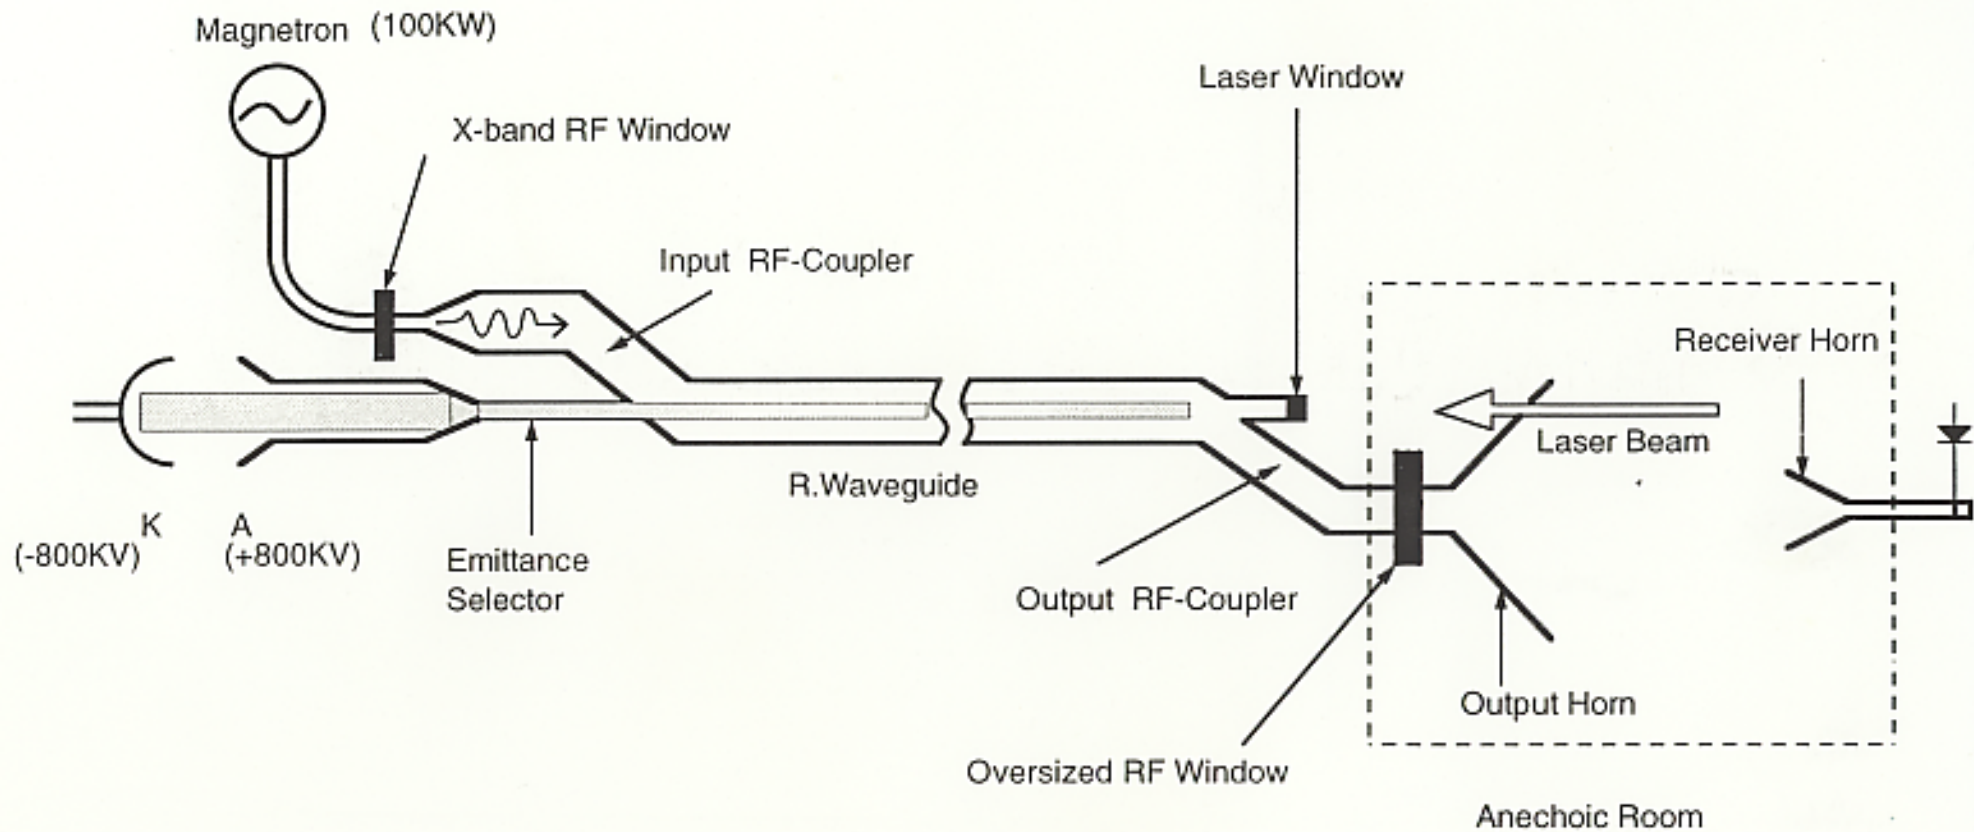 Magnetron (100KW)
Laser Window
X-band RF Window
Input RF-Coupler
Receiver Horn
Laser Beam
R.Waveguide
K A
(-800KV) (+800KV)
Emittance
Selector
Output RF-Coupler
Output Horn
Oversized RF Window
Anechoic Room